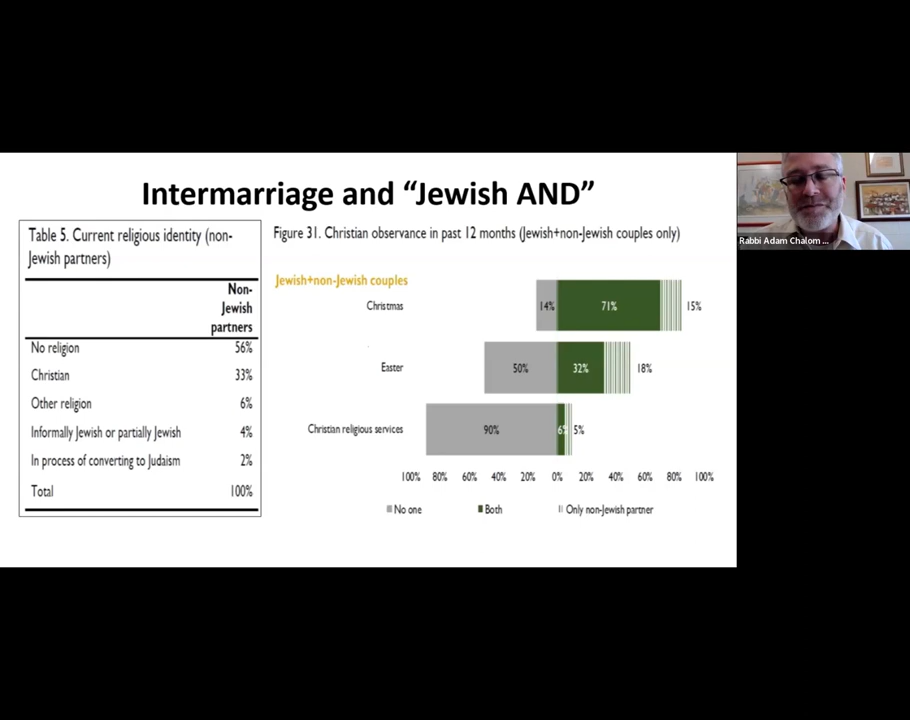 Intermarriage and “Jewish AND”
Table 5. Current religious identity (non-
Jewish partners)
Non-
Jewish
partners
No religion 56%
Christian 33%
Other religion 6%
Informally Jewish or partially Jewish 4%
In process of converting to Judaism 2%
Total 100%
Figure 31. Christian observance in past 12 months (Jewish+non-Jewish couples only)
Jewish+non-Jewish couples
Christmas 14% 71% 15%
Easter 50% 32% 18%
Christian religious services 90% 6% 5%
100% 80% 60% 40% 20% 0% 20% 40% 60% 80% 100%
No one Both Only non-Jewish partner
Rabbi Adam Chalom ...